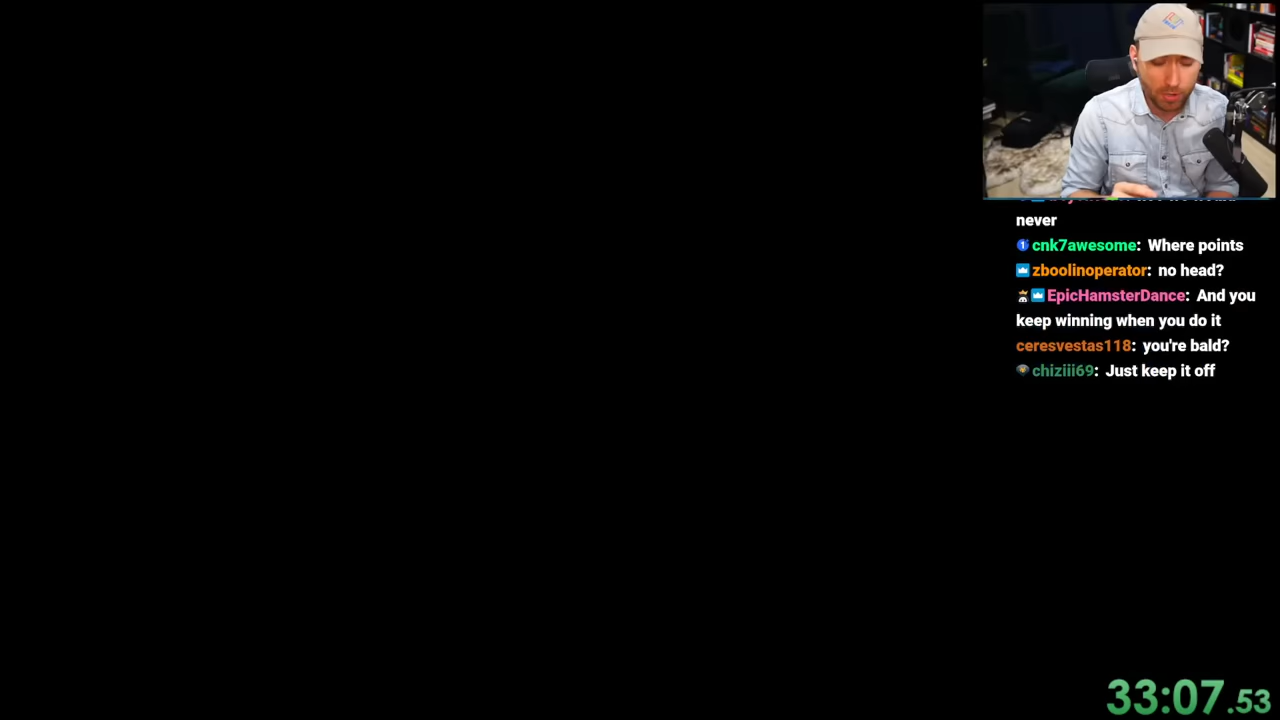 never
cnk7awesome: Where points
zboolinoperator: no head?
EpicHamsterDance: And you
keep winning when you do it
ceresvestas118: you're bald?
chiziii69: Just keep it off
33:07.53